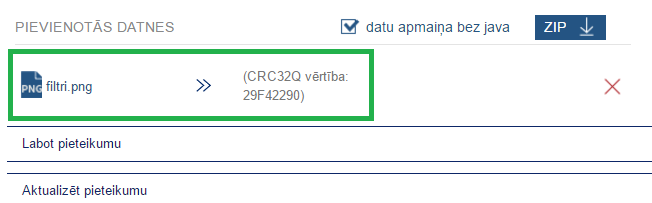 PIEVIENOTĀS DATNES
datu apmaiņa bez java
ZIP
PNG
filtri.png
(CRC32Q vērtība:
29F42290)
Labot pieteikumu
Aktualizēt pieteikumu